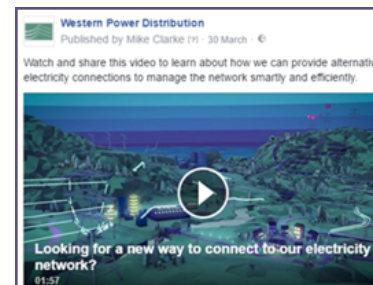 Western Power Distribution
Published by Mike Clarke [?] · 30 March ·
Watch and share this video to learn about how we can provide alternativ
electricity connections to manage the network smartly and efficiently.
Looking for a new way to connect to our electricity
network?
01:57